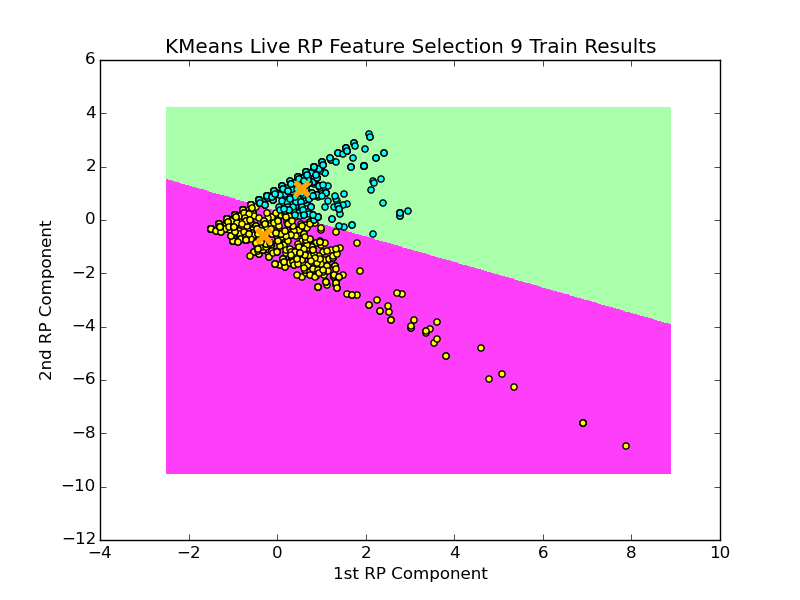 KMeans Live RP Feature Selection 9 Train Results
6
4
2
0
−2
−4
−6
−8
−10
−12
2nd RP Component
−4 −2 0 2 4 6 8 10
1st RP Component